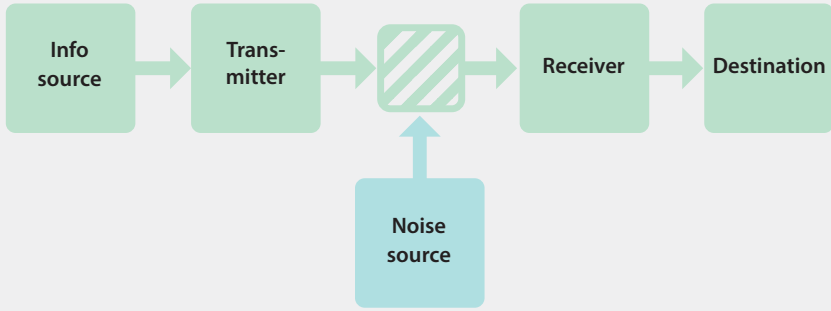 Info
source
Trans-
mitter
Receiver
Destination
Noise
source